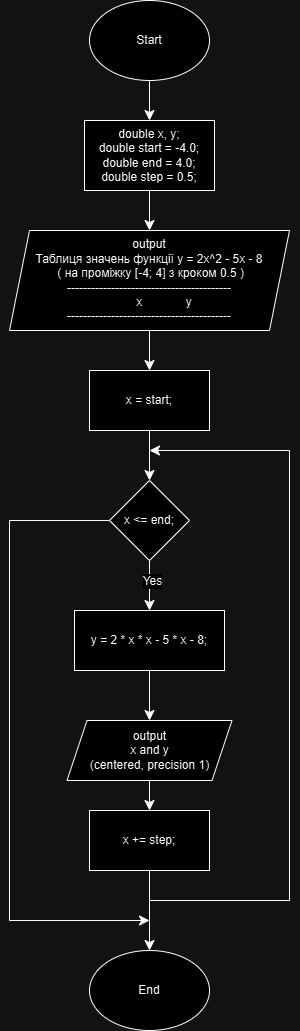 Start
double x, y;
double start = -4.0;
double end = 4.0;
double step = 0.5;
output
Таблиця значень функції y = 2x^2 - 5x - 8
( на проміжку [-4; 4] з кроком 0.5 )
-----------------------------------------
x y
-----------------------------------------
x = start;
x <= end;
Yes
y = 2 * x * x - 5 * x - 8;
output
x and y
(centered, precision 1)
x += step;
End